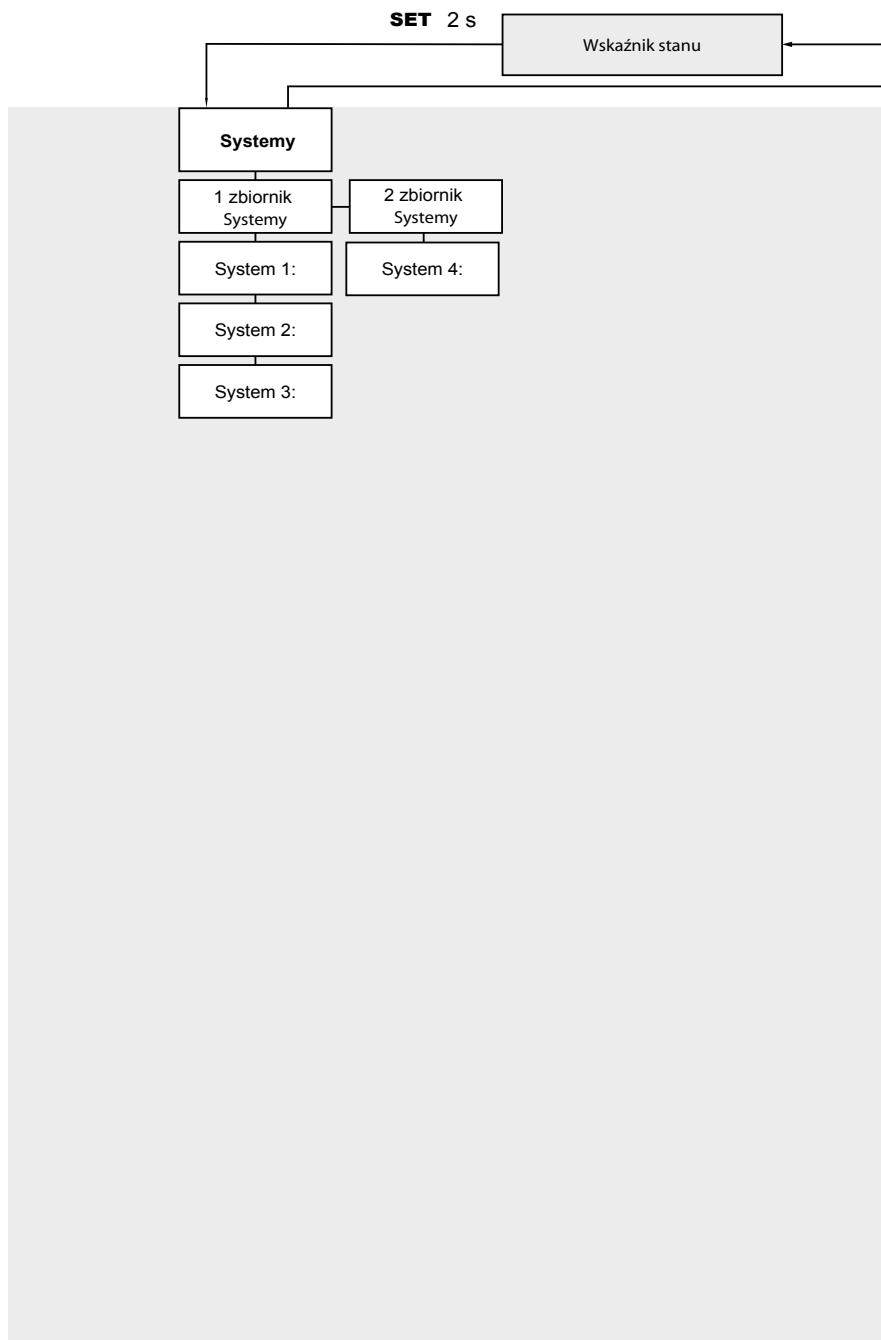 SET 2 s
Wskaźnik stanu
Systemy
1 zbiornik
Systemy
2 zbiornik
Systemy
System 1:
System 4:
System 2:
System 3: